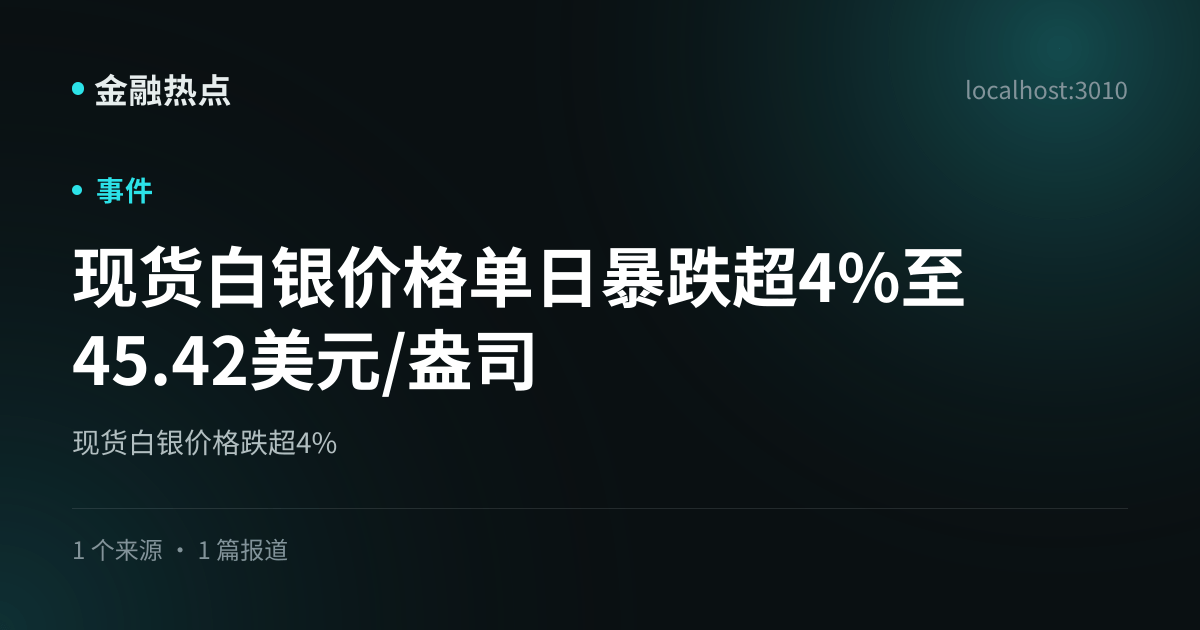 金融热点
localhost:3010
事件
现货白银价格单日暴跌超4%至
45.42美元/盎司
现货白银价格跌超4%
1 个来源 · 1 篇报道